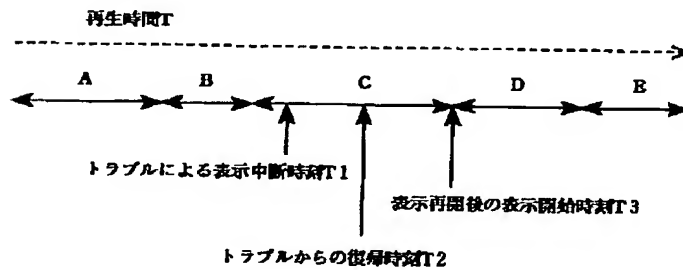 再生時間T
A B C D E
トラブルによる表示中断時刻T1
表示再開後の表示開始時刻T3
トラブルからの復帰時刻T2